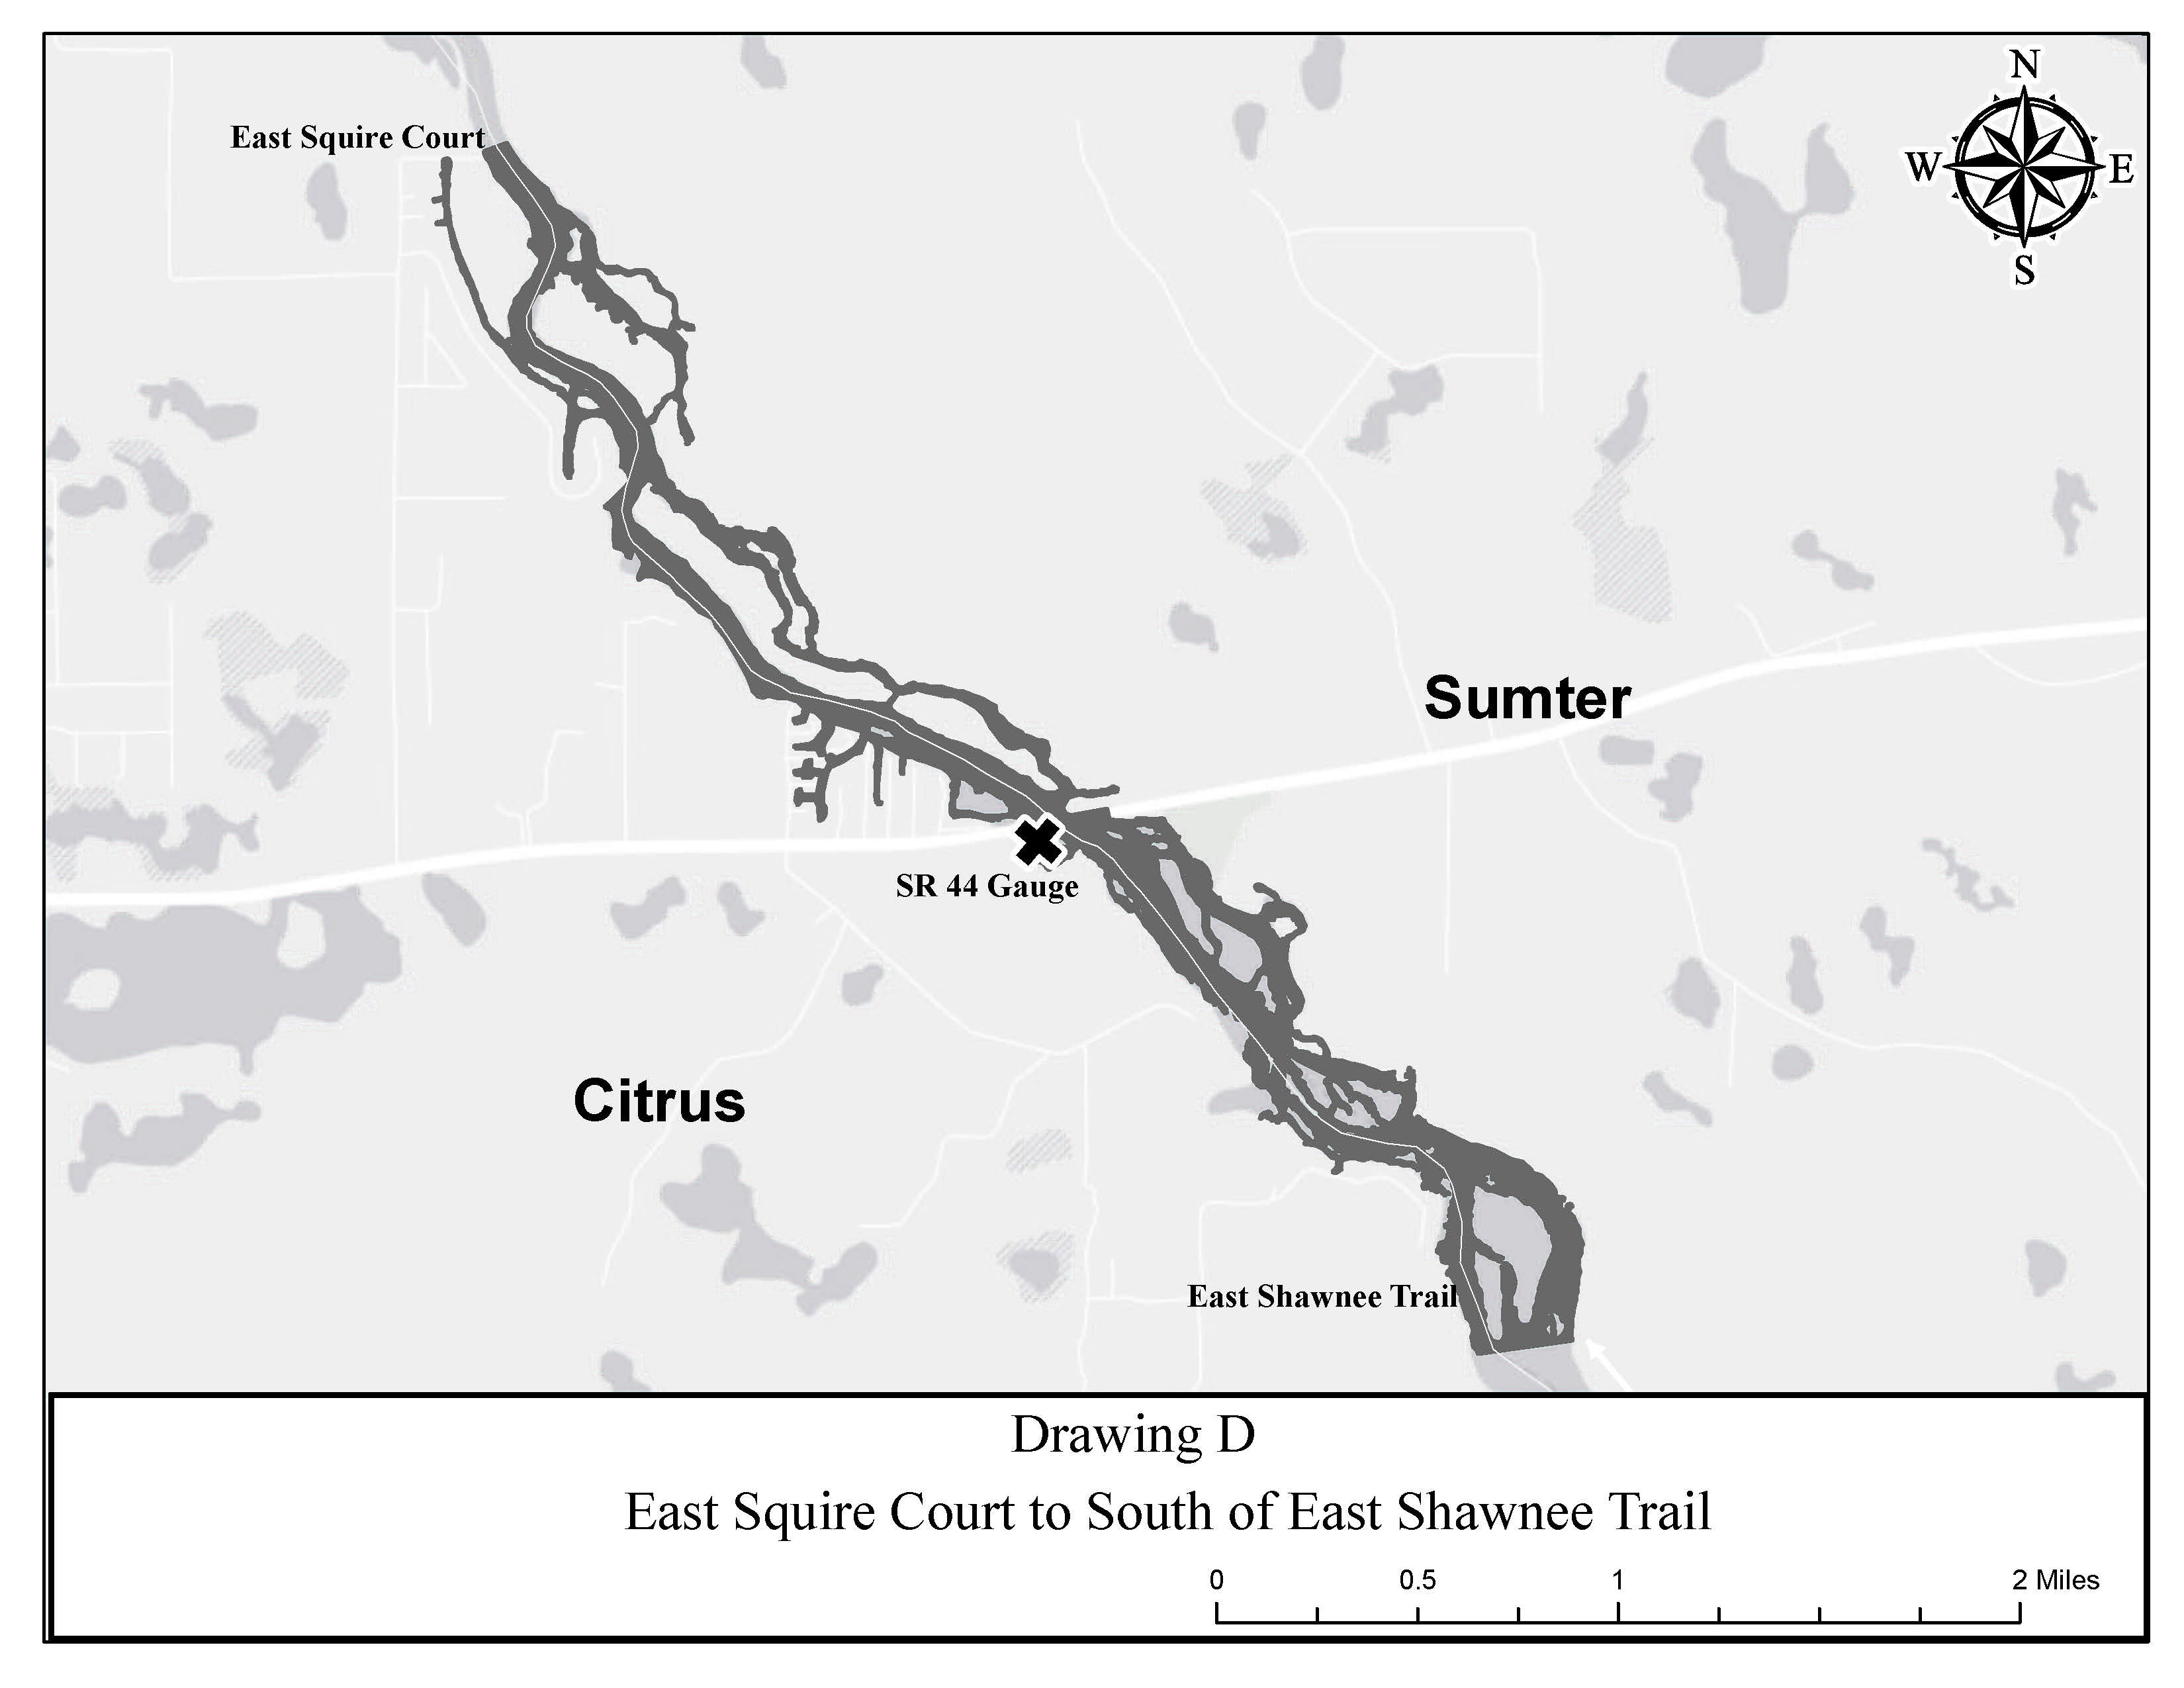 N
East Squire Court
W
E
S
Sumter
SR 44 Gauge
Citrus
East Shawnee Trail
Drawing D
East Squire Court to South of East Shawnee Trail
0 0.5 1 2 Miles